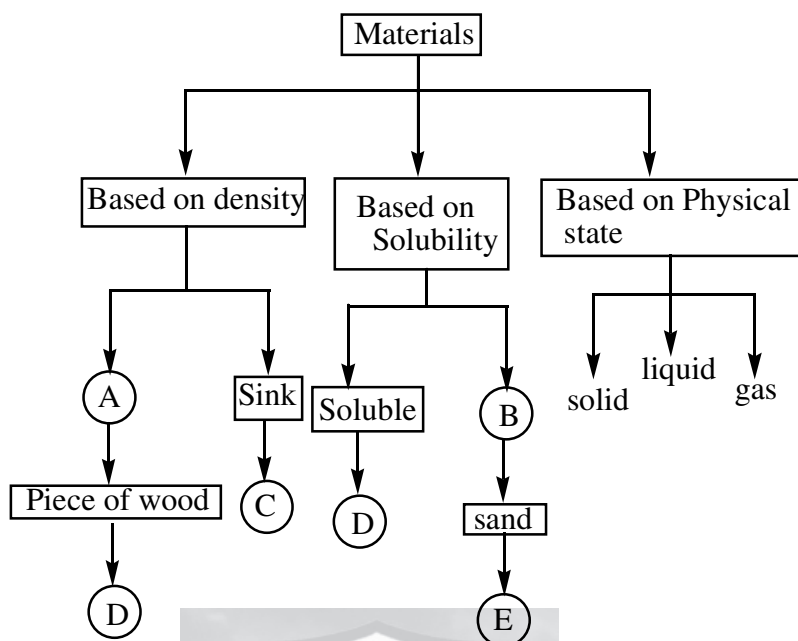 Materials
Based on density
Based on
Solubility
Based on Physical
state
A
Sink
Soluble
B
solid
liquid
gas
Piece of wood
C
D
sand
D
E